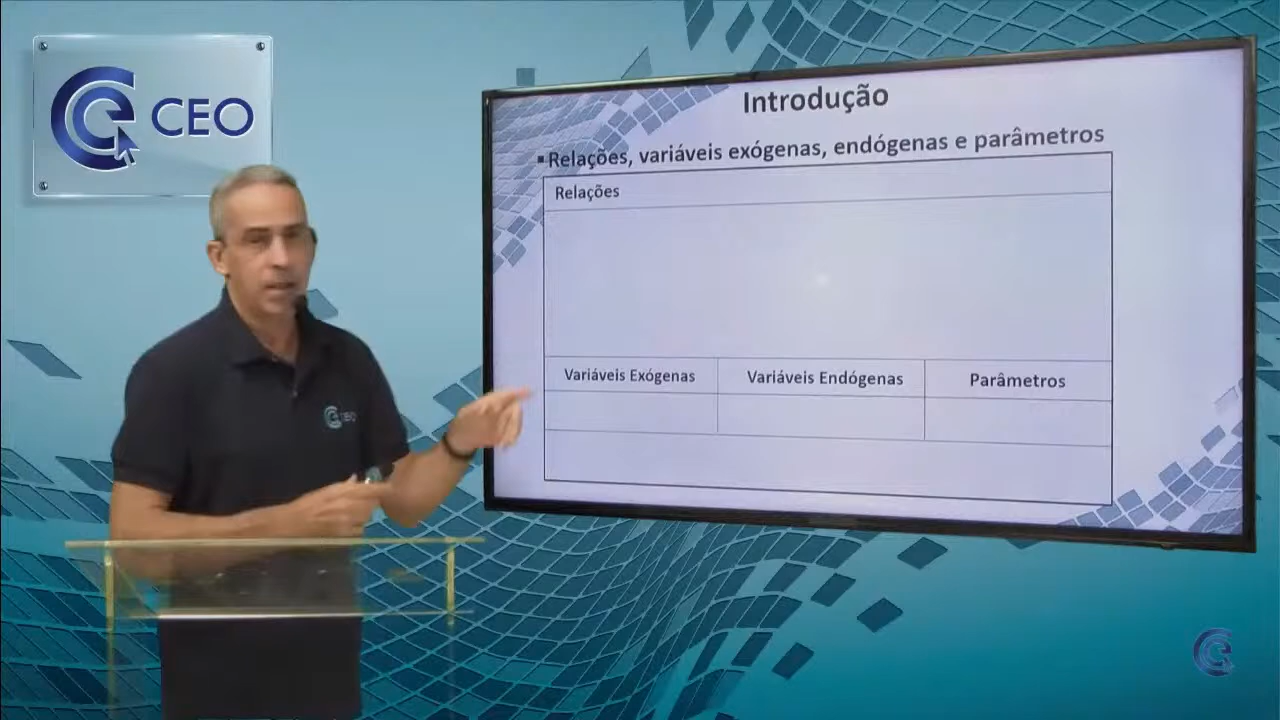 CEO
Introdução
▪Relações, variáveis exógenas, endógenas e parâmetros
Relações
Variáveis Exógenas
Variáveis Endógenas
Parâmetros
CEO